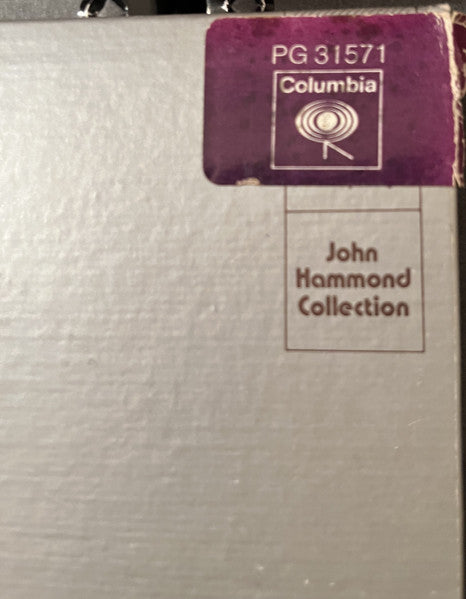 PG 31571
Columbia
John
Hammond
Collection